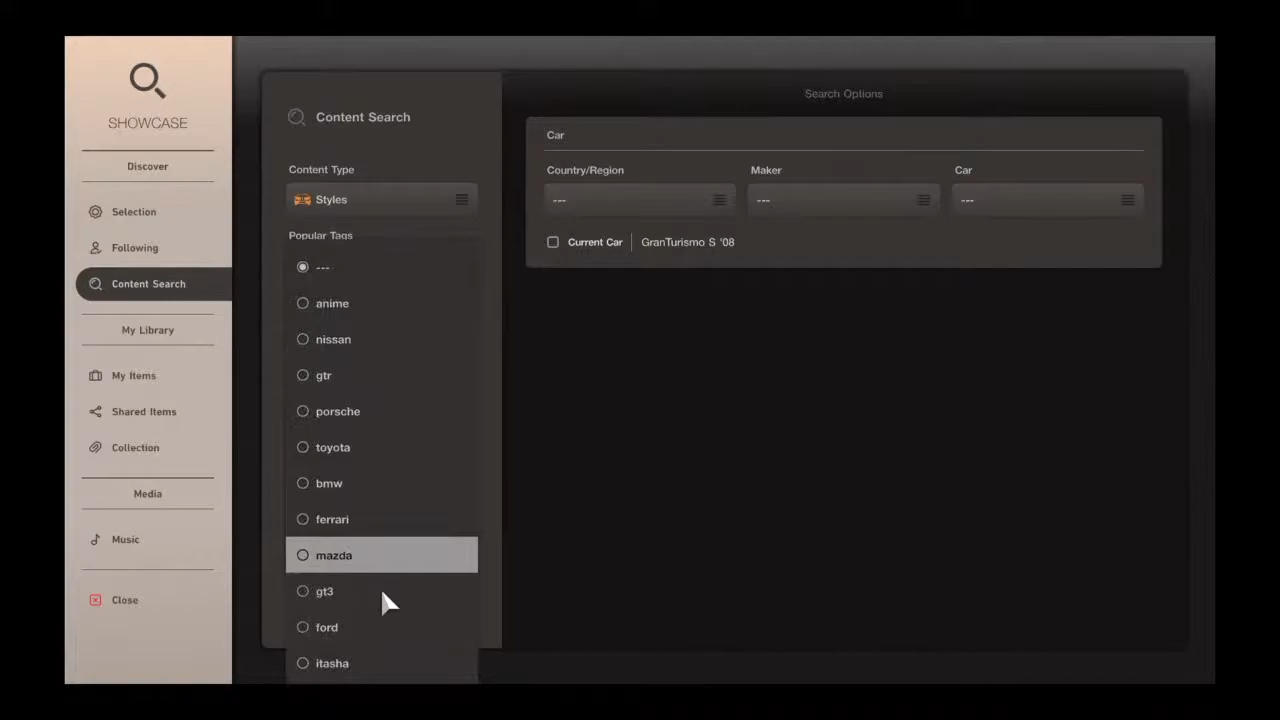 SHOWCASE
Discover
Selection
Following
Content Search
My Library
My Items
Shared Items
Collection
Media
Music
Close
Content Search
Content Type
Styles
Popular Tags
---
anime
nissan
gtr
porsche
toyota
bmw
ferrari
mazda
gt3
ford
itasha
Search Options
Car
Country/Region Maker Car
--- --- ---
Current Car GranTurismo S '08